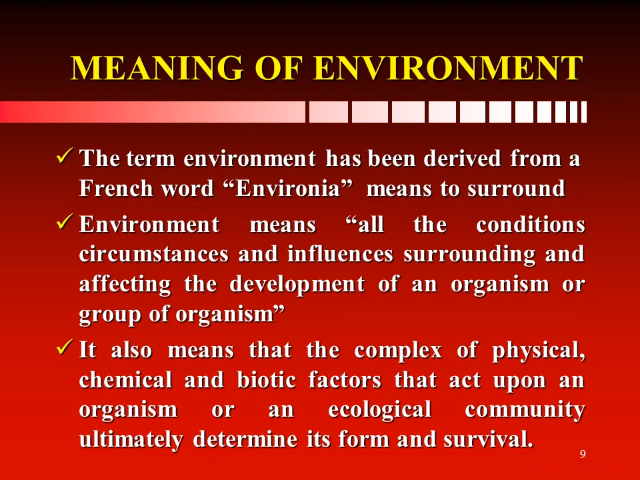 MEANING OF ENVIRONMENT
✓ The term environment has been derived from a
French word “Environia” means to surround
✓ Environment means “all the conditions
circumstances and influences surrounding and
affecting the development of an organism or
group of organism”
✓ It also means that the complex of physical,
chemical and biotic factors that act upon an
organism or an ecological community
ultimately determine its form and survival.
9